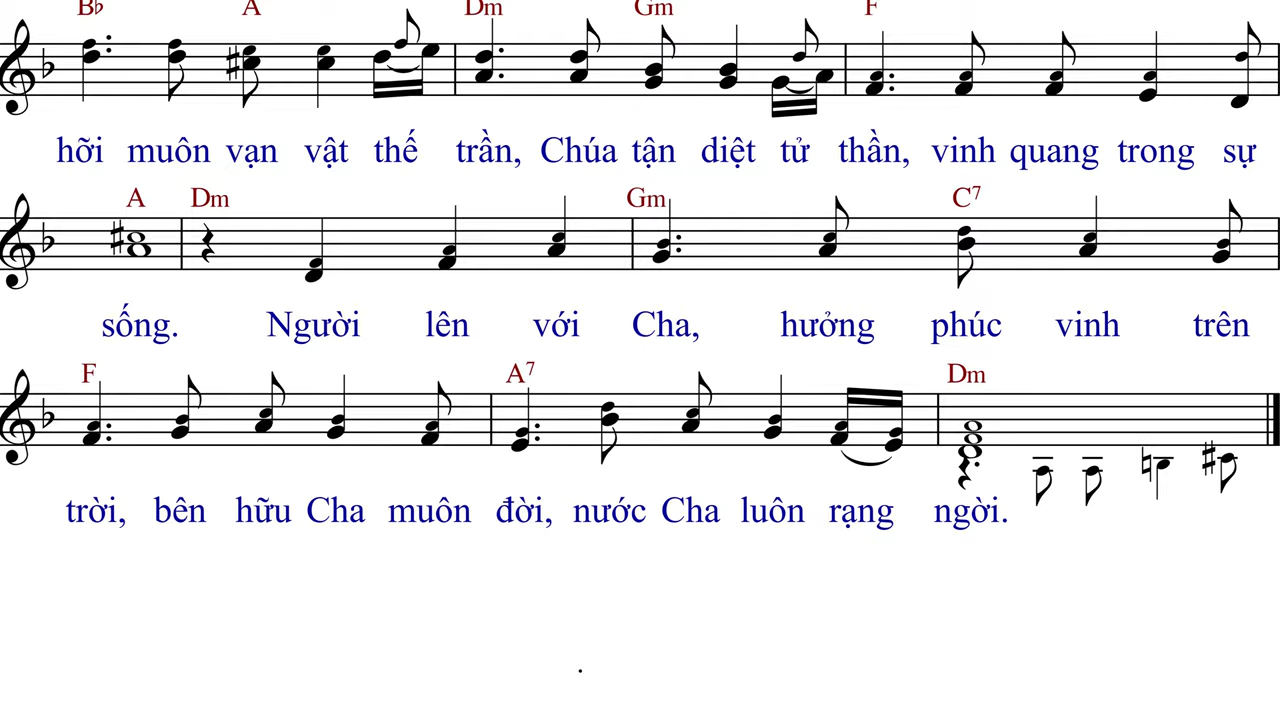 B♭ A Dm Gm F
hỡi muôn vạn vật thế trần, Chúa tận diệt tử thần, vinh quang trong sự
A Dm Gm C7
sống. Người lên với Cha, hưởng phúc vinh trên
F A7 Dm
trời, bên hữu Cha muôn đời, nước Cha luôn rạng ngời.
.